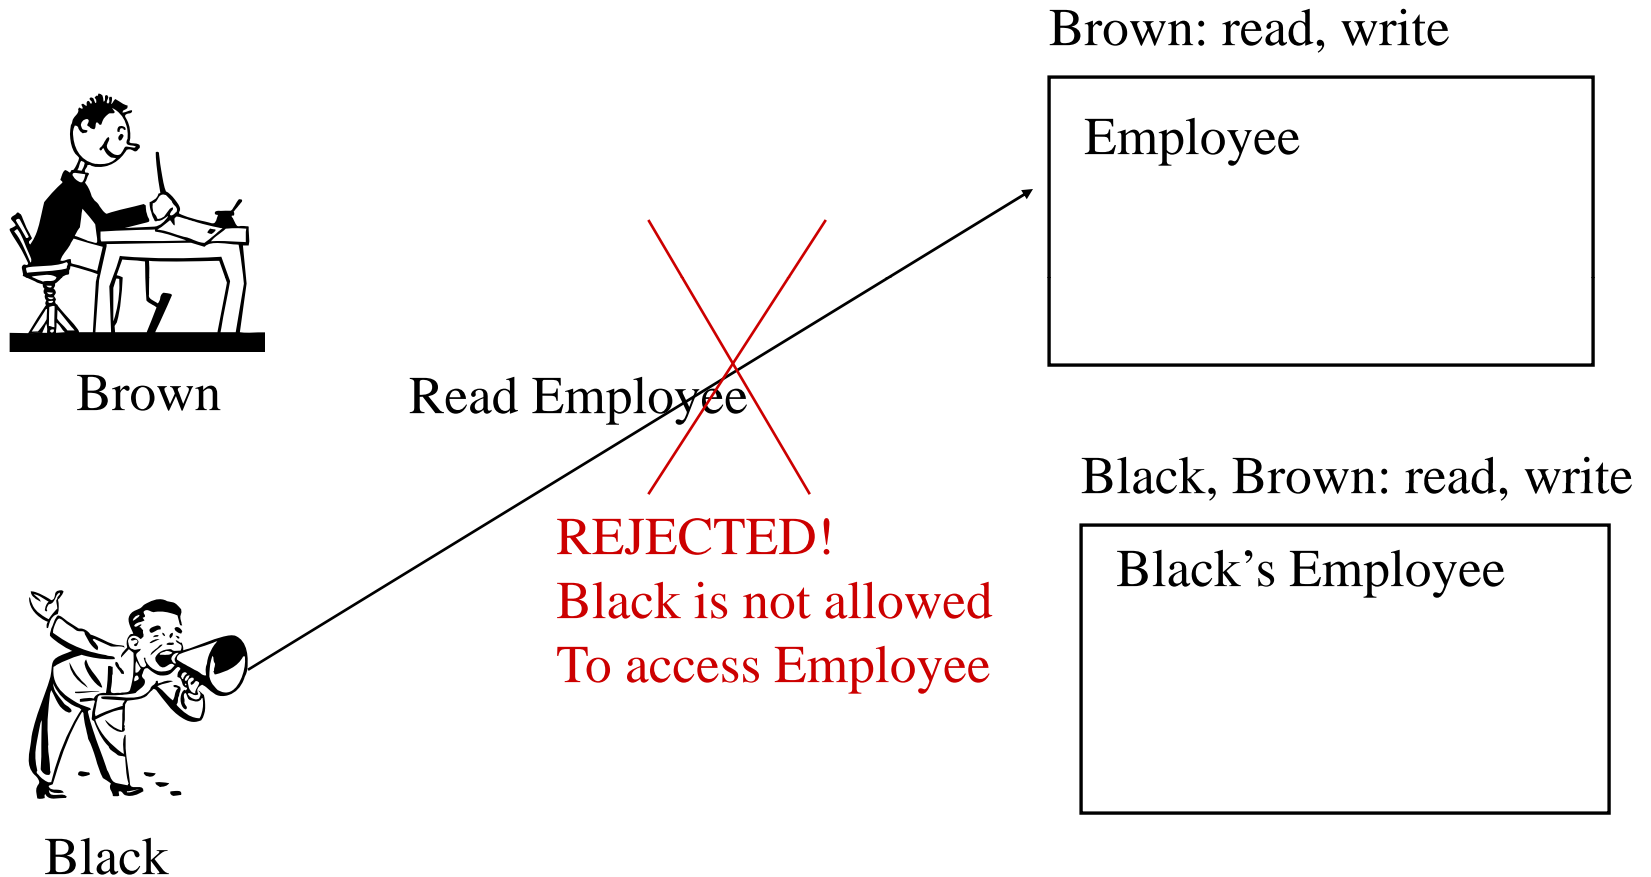 Brown: read, write
Employee
Brown
Read Employee
Black, Brown: read, write
REJECTED!
Black is not allowed
To access Employee
Black’s Employee
Black